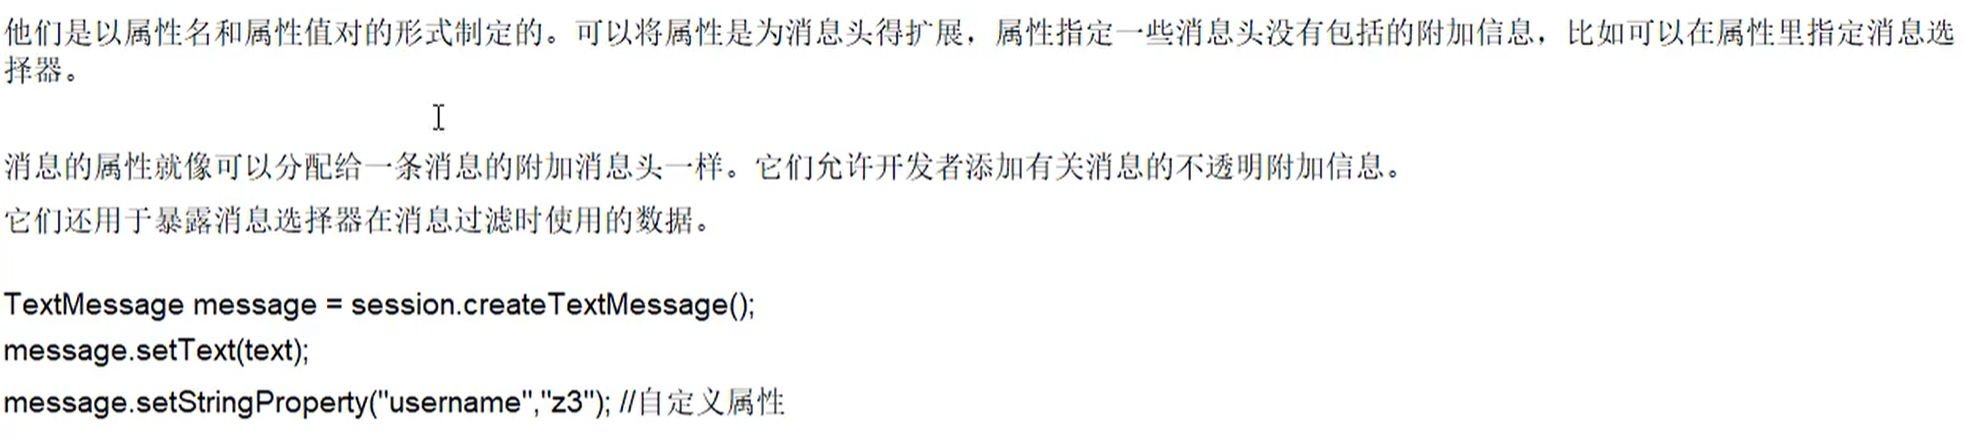 他们是以属性名和属性值对的形式制定的。可以将属性是为消息头得扩展，属性指定一些消息头没有包括的附加信息，比如可以在属性里指定消息选
择器。
消息的属性就像可以分配给一条消息的附加消息头一样。它们允许开发者添加有关消息的不透明附加信息。
它们还用于暴露消息选择器在消息过滤时使用的数据。
TextMessage message = session.createTextMessage();
message.setText(text);
message.setStringProperty("username","z3"); //自定义属性